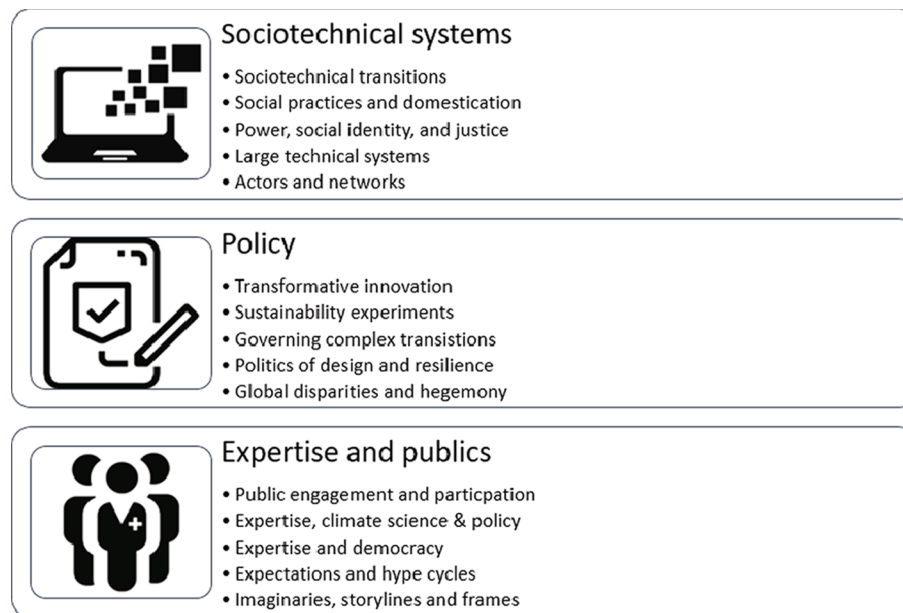 Sociotechnical systems
• Sociotechnical transitions
• Social practices and domestication
• Power, social identity, and justice
• Large technical systems
• Actors and networks
Policy
• Transformative innovation
• Sustainability experiments
• Governing complex transistions
• Politics of design and resilience
• Global disparities and hegemony
Expertise and publics
• Public engagement and particpation
• Expertise, climate science & policy
• Expertise and democracy
• Expectations and hype cycles
• Imaginaries, storylines and frames